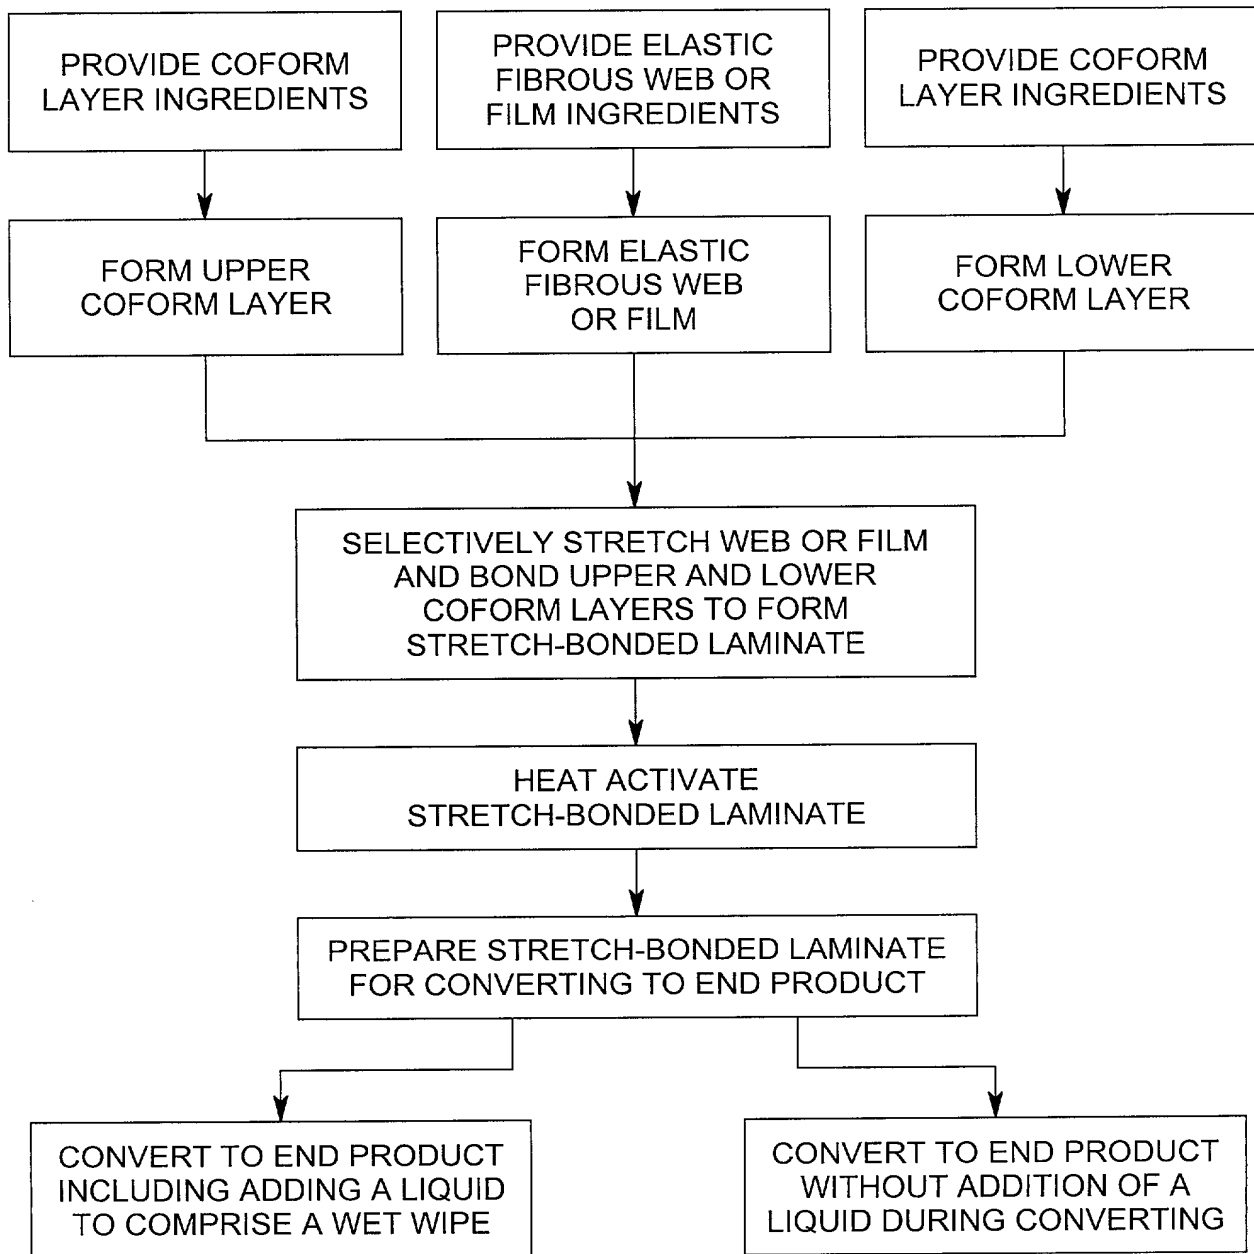 PROVIDE COFORM
LAYER INGREDIENTS
PROVIDE ELASTIC
FIBROUS WEB OR
FILM INGREDIENTS
PROVIDE COFORM
LAYER INGREDIENTS
FORM UPPER
COFORM LAYER
FORM ELASTIC
FIBROUS WEB
OR FILM
FORM LOWER
COFORM LAYER
SELECTIVELY STRETCH WEB OR FILM
AND BOND UPPER AND LOWER
COFORM LAYERS TO FORM
STRETCH-BONDED LAMINATE
HEAT ACTIVATE
STRETCH-BONDED LAMINATE
PREPARE STRETCH-BONDED LAMINATE
FOR CONVERTING TO END PRODUCT
CONVERT TO END PRODUCT
INCLUDING ADDING A LIQUID
TO COMPRISE A WET WIPE
CONVERT TO END PRODUCT
WITHOUT ADDITION OF A
LIQUID DURING CONVERTING